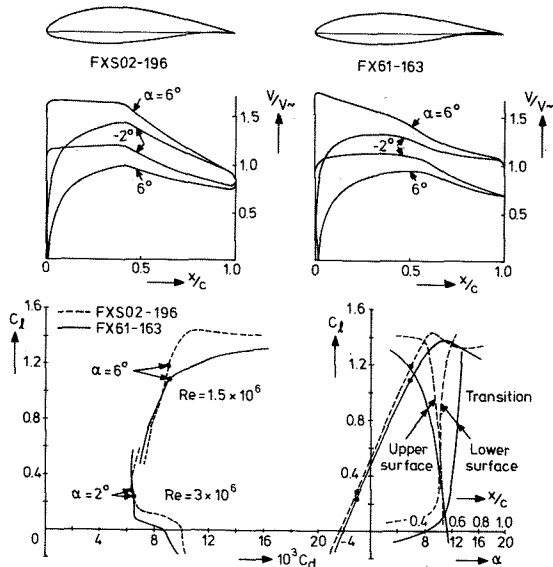 FXS02-196
FX61-163
V/V~
α=6°
-2°
6°
1.5
1.0
0.5
0
0.5
1.0
x/c
V/V~
α=6°
-2°
6°
1.5
1.0
0.5
0
0.5
1.0
x/c
Cℓ
1.6
1.2
0.8
0.4
0
FXS02-196
FX61-163
α=6°
Re=1.5×10⁶
α=2°
Re=3×10⁶
4
8
12
16
20
10³Cd
Cℓ
1.6
1.2
0.8
0.4
Transition
Upper surface
Lower surface
x/c
0.4
0.6
0.8
1.0
-4
0
4
8
12
16
20
α